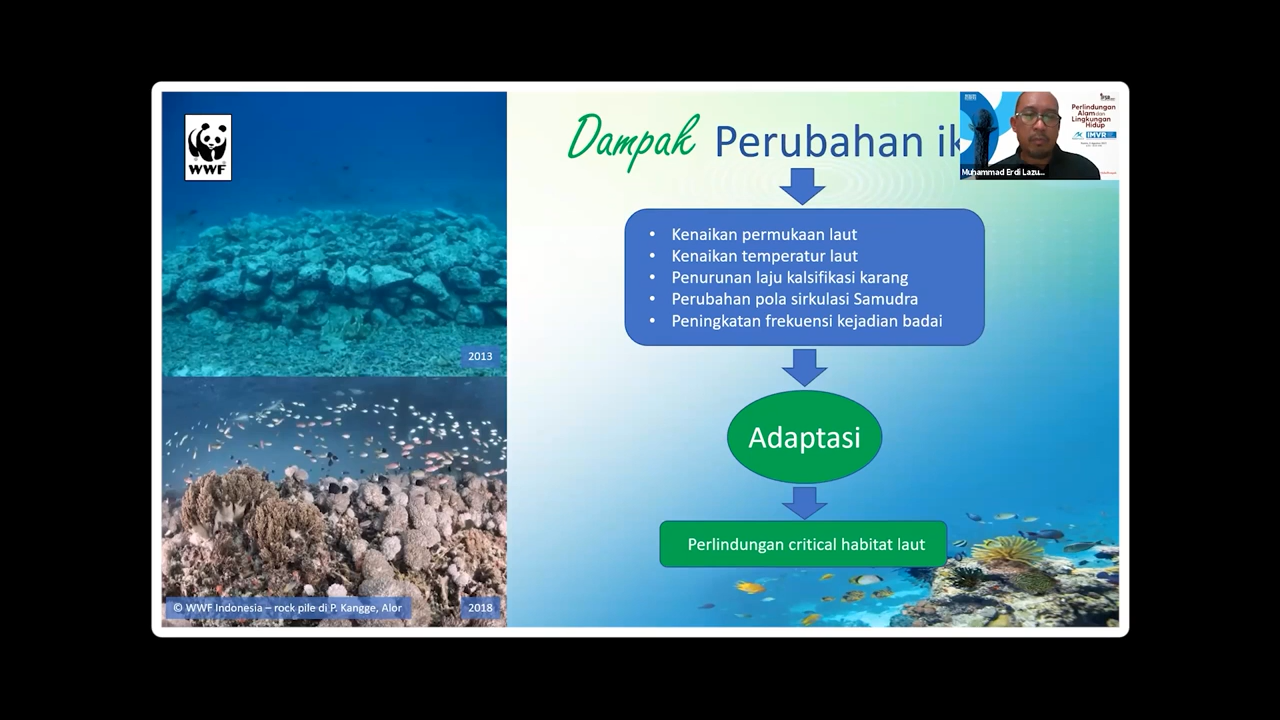 WWF
Dampak Perubahan ik
Kenaikan permukaan laut
Kenaikan temperatur laut
Penurunan laju kalsifikasi karang
Perubahan pola sirkulasi Samudra
Peningkatan frekuensi kejadian badai
Adaptasi
Perlindungan critical habitat laut
2013
© WWF Indonesia – rock pile di P. Kangge, Alor
2018
Perlindungan
Alam dan
Lingkungan
Hidup
IMVR
Muhammad Erdi Lazu...